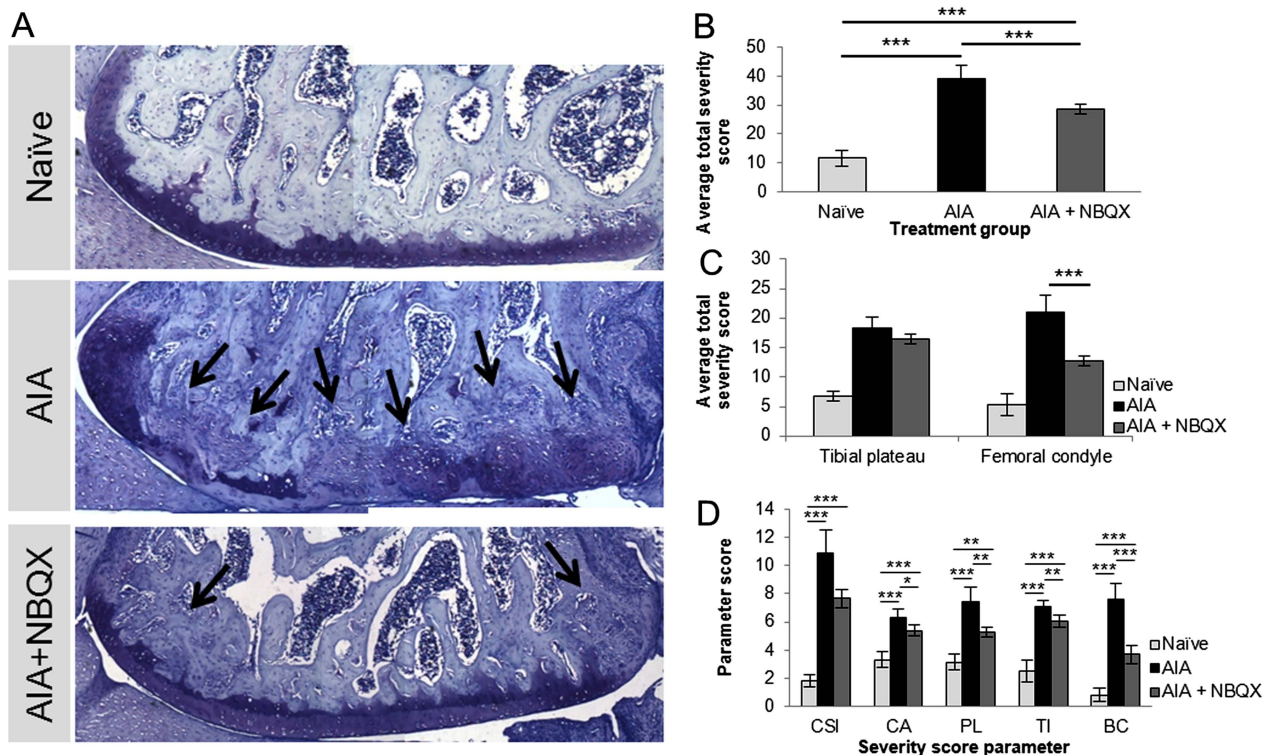 A
Naïve
AIA
AIA+NBQX
B
***
***
***
Average total severity
score
50
40
30
20
10
0
Naïve
AIA
AIA + NBQX
Treatment group
C
Average total
severity score
30
25
20
15
10
5
0
***
Naïve
AIA
AIA + NBQX
Tibial plateau
Femoral condyle
D
Parameter score
14
12
10
8
6
4
2
0
***
***
***
***
*
**
***
**
***
***
**
***
***
***
Naïve
AIA
AIA + NBQX
CSI
CA
PL
TI
BC
Severity score parameter